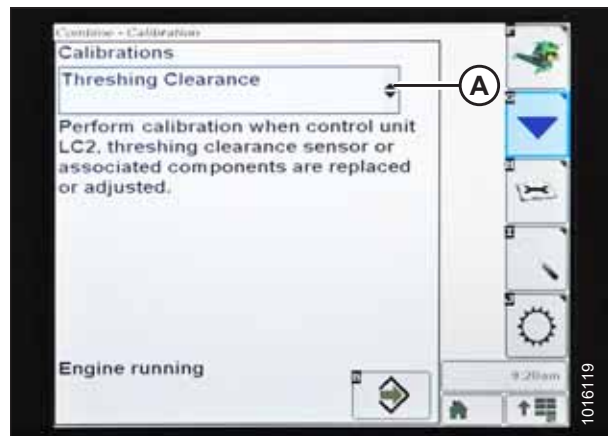 Combine - Calibration
Calibrations
Threshing Clearance
A
Perform calibration when control unit
LC2, threshing clearance sensor or
associated components are replaced
or adjusted.
Engine running
9:20am
1016119